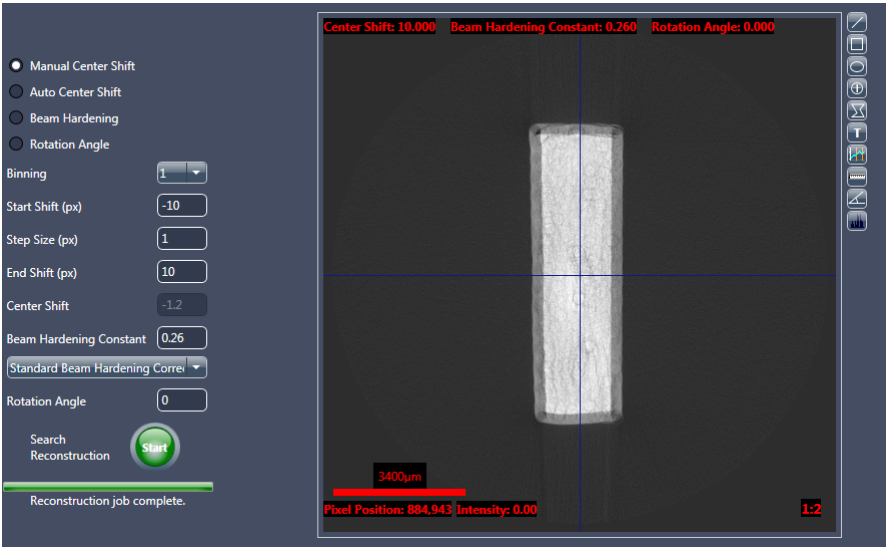 Manual Center Shift
Auto Center Shift
Beam Hardening
Rotation Angle
Binning 1
Start Shift (px) -10
Step Size (px) 1
End Shift (px) 10
Center Shift -1.2
Beam Hardening Constant 0.26
Standard Beam Hardening Corre
Rotation Angle 0
Search
Reconstruction
Start
Reconstruction job complete.
Center Shift: 10.000 Beam Hardening Constant: 0.260 Rotation Angle: 0.000
3400µm
Pixel Position: 884,943 Intensity: 0.00
1:2
T